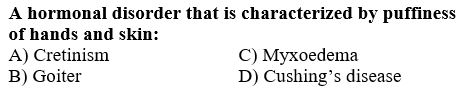 A hormonal disorder that is characterized by puffiness
of hands and skin:
A) Cretinism C) Myxoedema
B) Goiter D) Cushing's disease